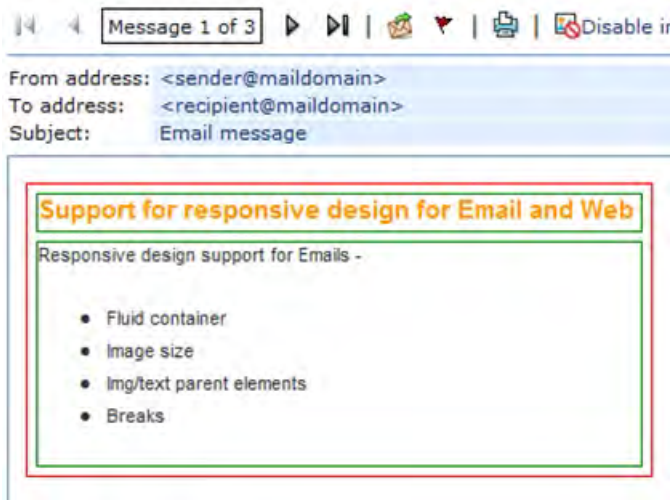 Message 1 of 3
Disable
From address: <sender@maildomain>
To address: <recipient@maildomain>
Subject: Email message
Support for responsive design for Email and Web
Responsive design support for Emails -
● Fluid container
● Image size
● Img/text parent elements
● Breaks